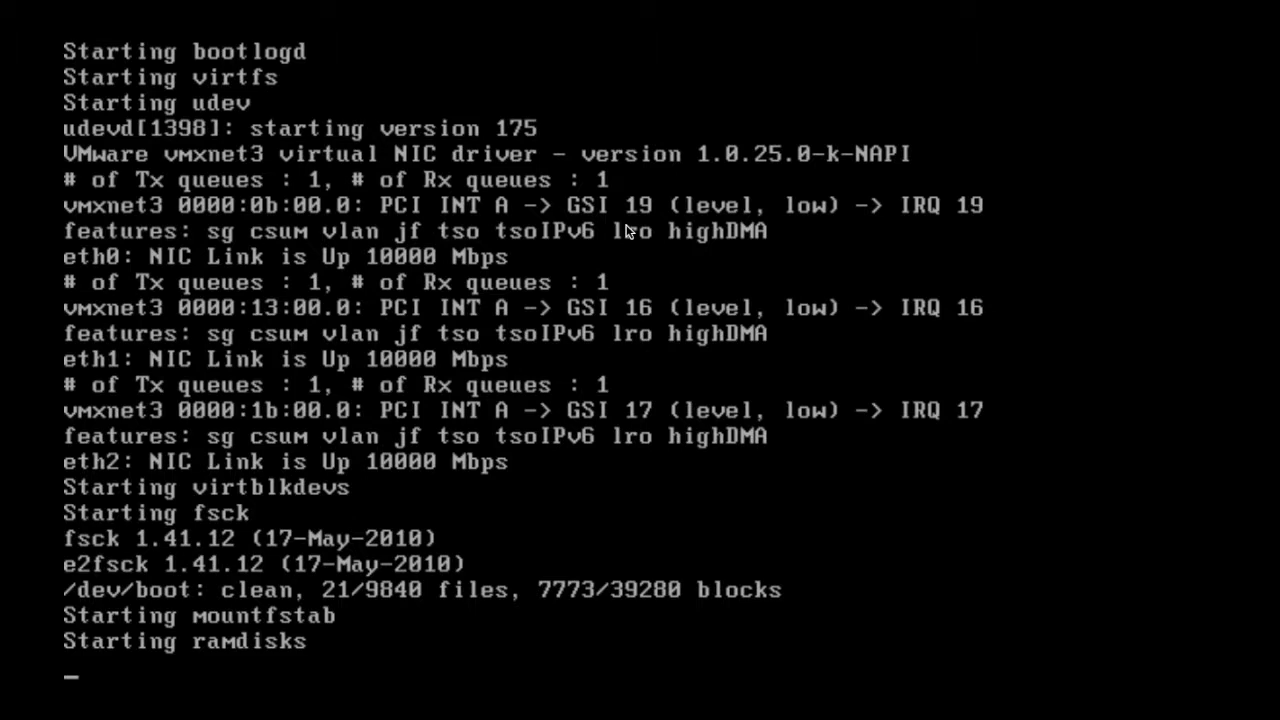 Starting bootlogd
Starting virtfs
Starting udev
udevd[1398]: starting version 175
VMware vmxnet3 virtual NIC driver - version 1.0.25.0-k-NAPI
# of Tx queues : 1, # of Rx queues : 1
vmxnet3 0000:0b:00.0: PCI INT A -> GSI 19 (level, low) -> IRQ 19
features: sg csum vlan jf tso tsoIPv6 lro highDMA
eth0: NIC Link is Up 10000 Mbps
# of Tx queues : 1, # of Rx queues : 1
vmxnet3 0000:13:00.0: PCI INT A -> GSI 16 (level, low) -> IRQ 16
features: sg csum vlan jf tso tsoIPv6 lro highDMA
eth1: NIC Link is Up 10000 Mbps
# of Tx queues : 1, # of Rx queues : 1
vmxnet3 0000:1b:00.0: PCI INT A -> GSI 17 (level, low) -> IRQ 17
features: sg csum vlan jf tso tsoIPv6 lro highDMA
eth2: NIC Link is Up 10000 Mbps
Starting virtblkdevs
Starting fsck
fsck 1.41.12 (17-May-2010)
e2fsck 1.41.12 (17-May-2010)
/dev/boot: clean, 21/9840 files, 7773/39280 blocks
Starting mountfstab
Starting ramdisks